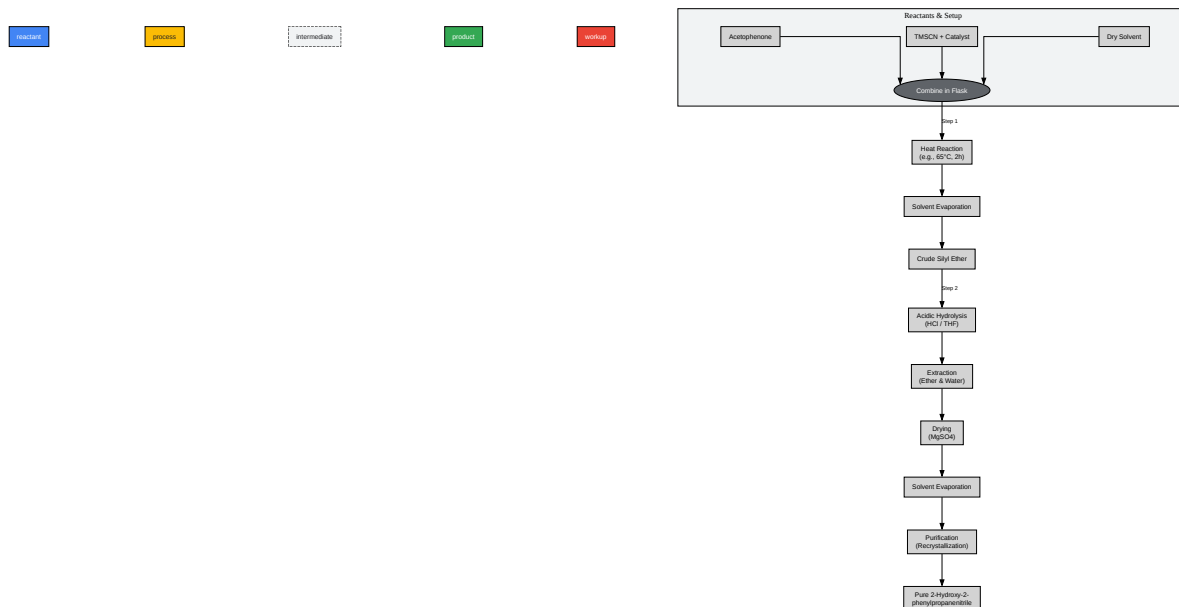 reactant
process
intermediate
product
workup
Reactants & Setup
Acetophenone
TMSCN + Catalyst
Dry Solvent
Combine in Flask
Step 1
Heat Reaction
(e.g., 65°C, 2h)
Solvent Evaporation
Crude Silyl Ether
Step 2
Acidic Hydrolysis
(HCl / THF)
Extraction
(Ether & Water)
Drying
(MgSO4)
Solvent Evaporation
Purification
(Recrystallization)
Pure 2-Hydroxy-2-
phenylpropanenitrile